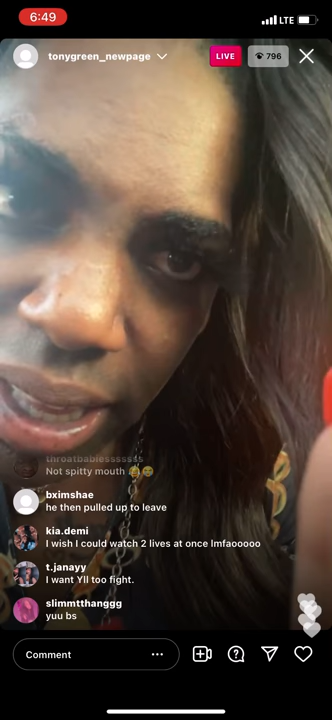 6:49
LTE
tonygreen_newpage
LIVE
796
throatbabiessssssss
Not spitty mouth 😂😂
bximshae
he then pulled up to leave
kia.demi
I wish I could watch 2 lives at once lmfaooooo
t.janayy
I want Yll too fight.
slimmtthanggg
yuu bs
Comment